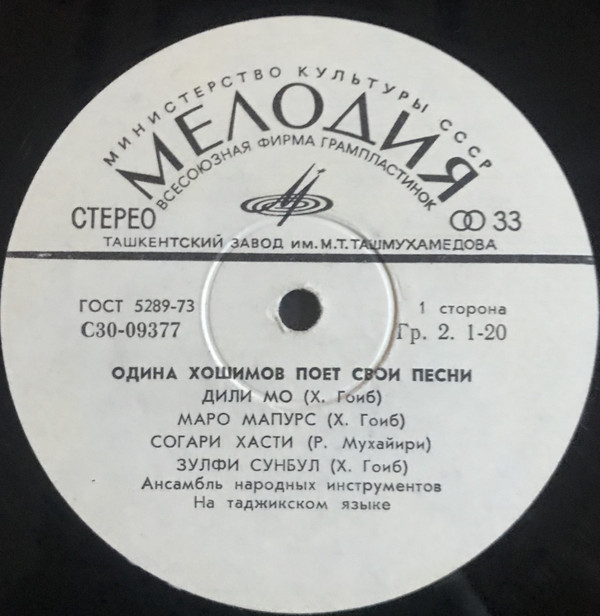 МИНИСТЕРСТВО КУЛЬТУРЫ СССР
МЕЛОДИЯ
ВСЕСОЮЗНАЯ ФИРМА ГРАМПЛАСТИНОК
СТЕРЕО 33
ТАШКЕНТСКИЙ ЗАВОД ИМ. М.Т. ТАШМУХАМЕДОВА
ГОСТ 5289-73 1 сторона
С30-09377 Гр. 2. 1-20
ОДИНА ХОШИМОВ ПОЕТ СВОИ ПЕСНИ
ДИЛИ МО (Х. Гоиб)
МАРО МАПУРС (Х. Гоиб)
СОГАРИ ХАСТИ (Р. Мухайири)
ЗУЛФИ СУНБУЛ (Х. Гоиб)
Ансамбль народных инструментов
На таджикском языке